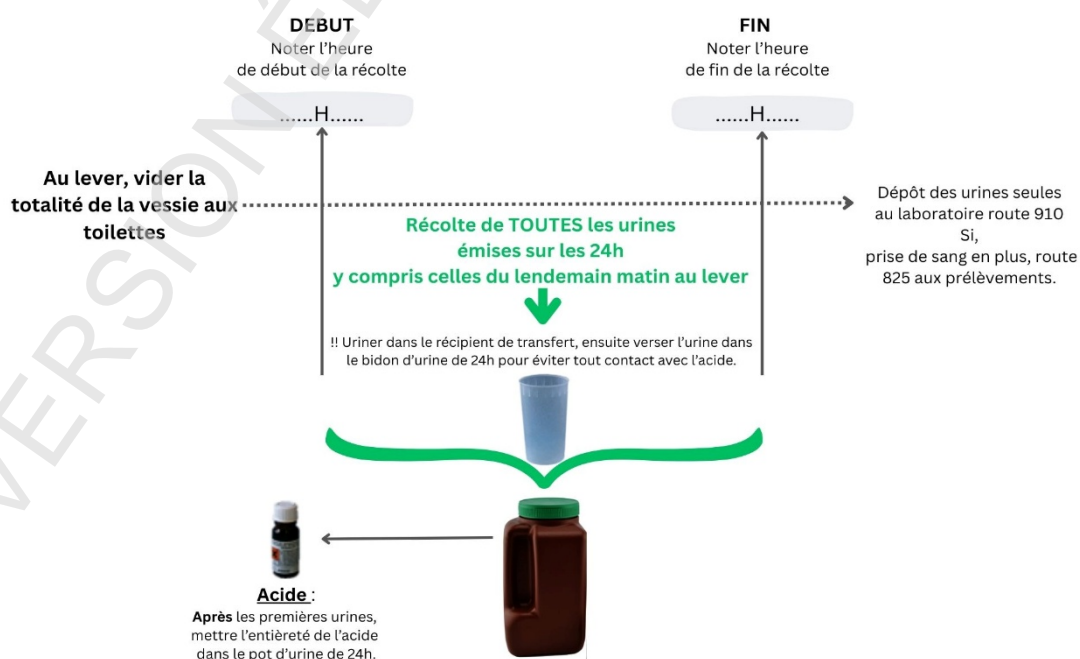 DEBUT
Noter l'heure
de début de la récolte
......H......
FIN
Noter l'heure
de fin de la récolte
......H......
Au lever, vider la
totalité de la vessie aux
toilettes
Récolte de TOUTES les urines
émises sur les 24h
y compris celles du lendemain matin au lever
Dépôt des urines seules
au laboratoire route 910
Si,
prise de sang en plus, route
825 aux prélèvements.
!! Uriner dans le récipient de transfert, ensuite verser l'urine dans
le bidon d'urine de 24h pour éviter tout contact avec l'acide.
Acide :
Après les premières urines,
mettre l'entièreté de l'acide
dans le pot d'urine de 24h.
VERSION